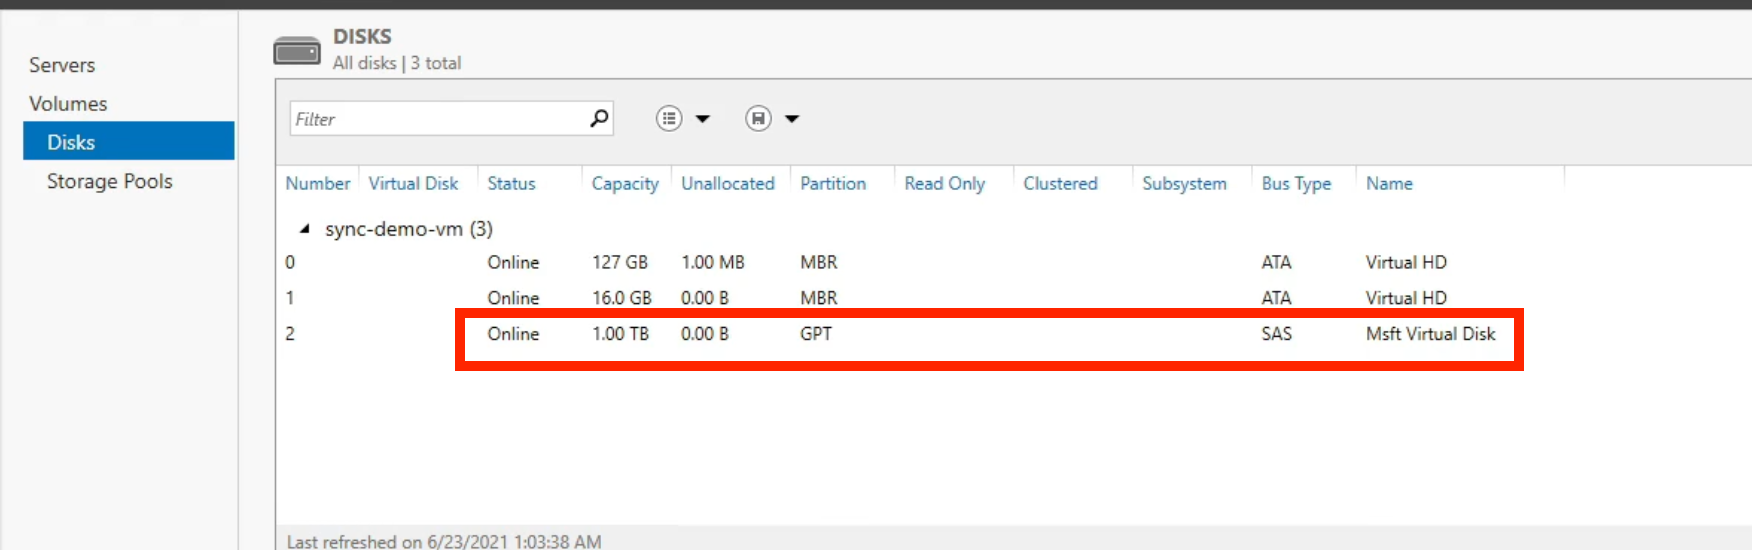 Servers
Volumes
Disks
Storage Pools
DISKS
All disks | 3 total
Filter
Number Virtual Disk Status Capacity Unallocated Partition Read Only Clustered Subsystem Bus Type Name
sync-demo-vm (3)
0 Online 127 GB 1.00 MB MBR ATA Virtual HD
1 Online 16.0 GB 0.00 B MBR ATA Virtual HD
2 Online 1.00 TB 0.00 B GPT SAS Msft Virtual Disk
Last refreshed on 6/23/2021 1:03:38 AM